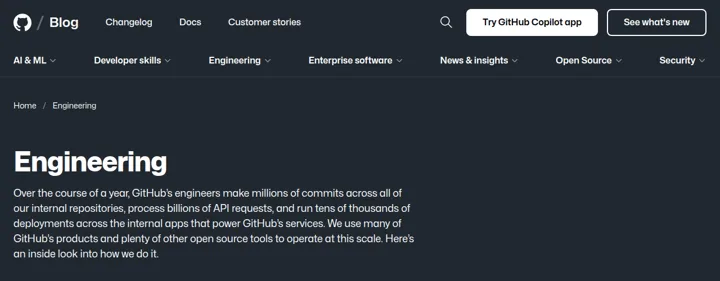 / Blog Changelog Docs Customer stories Try GitHub Copilot app See what's new
AI & ML Developer skills Engineering Enterprise software News & insights Open Source Security
Home / Engineering
Engineering
Over the course of a year, GitHub's engineers make millions of commits across all of
our internal repositories, process billions of API requests, and run tens of thousands of
deployments across the internal apps that power GitHub's services. We use many of
GitHub's products and plenty of other open source tools to operate at this scale. Here's
an inside look into how we do it.